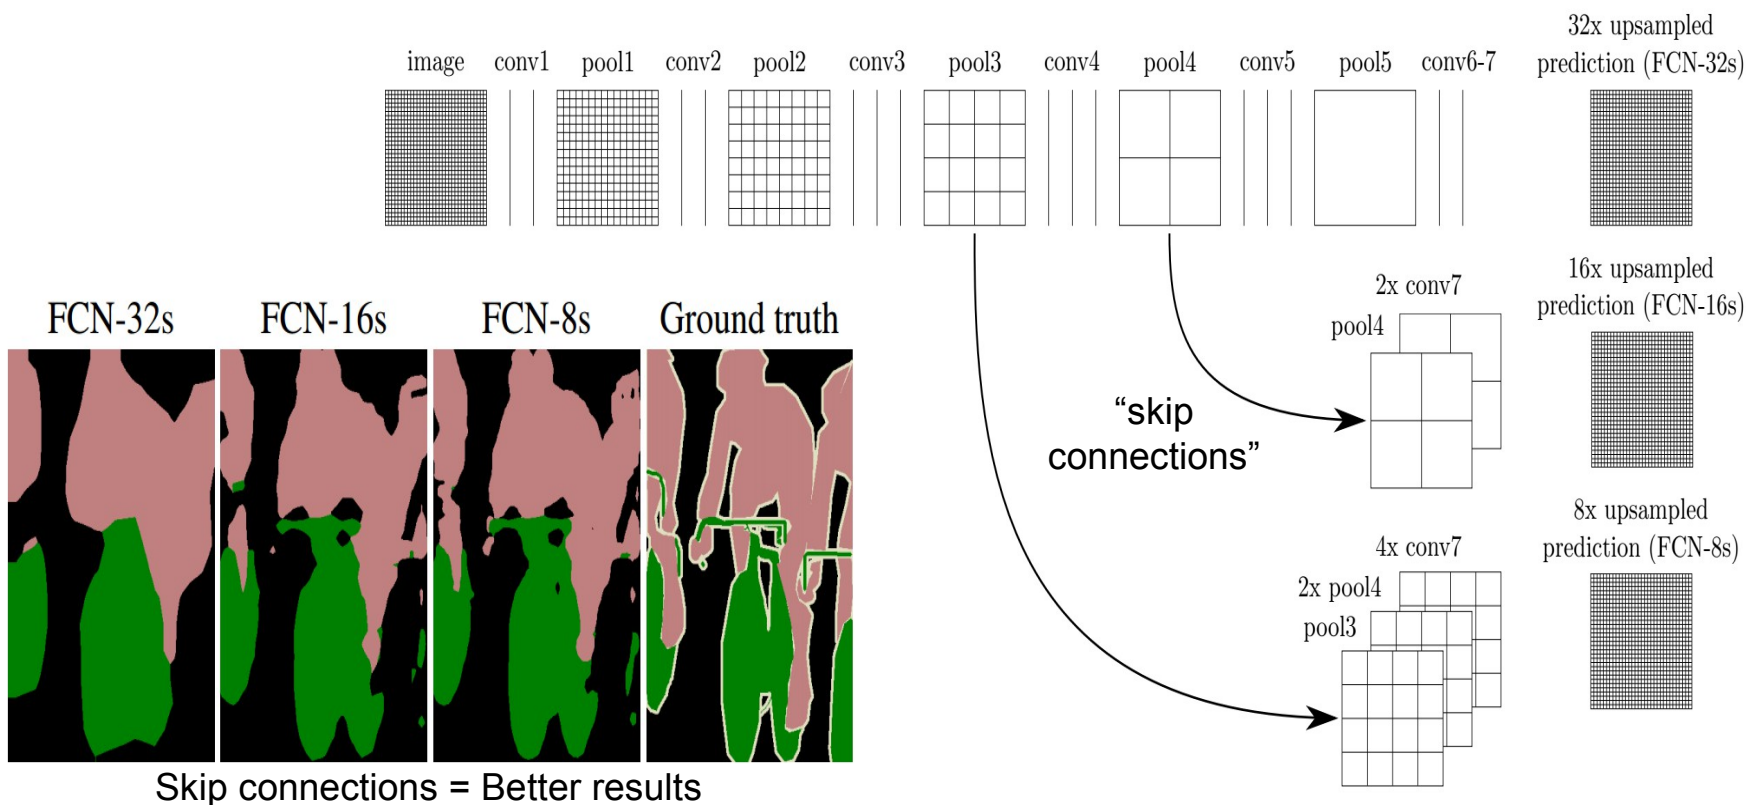 32x upsampled
prediction (FCN-32s)
image
conv1
pool1
conv2
pool2
conv3
pool3
conv4
pool4
conv5
pool5
conv6-7
16x upsampled
prediction (FCN-16s)
2x conv7
pool4
FCN-32s
FCN-16s
FCN-8s
Ground truth
“skip
connections”
8x upsampled
prediction (FCN-8s)
4x conv7
2x pool4
pool3
Skip connections = Better results